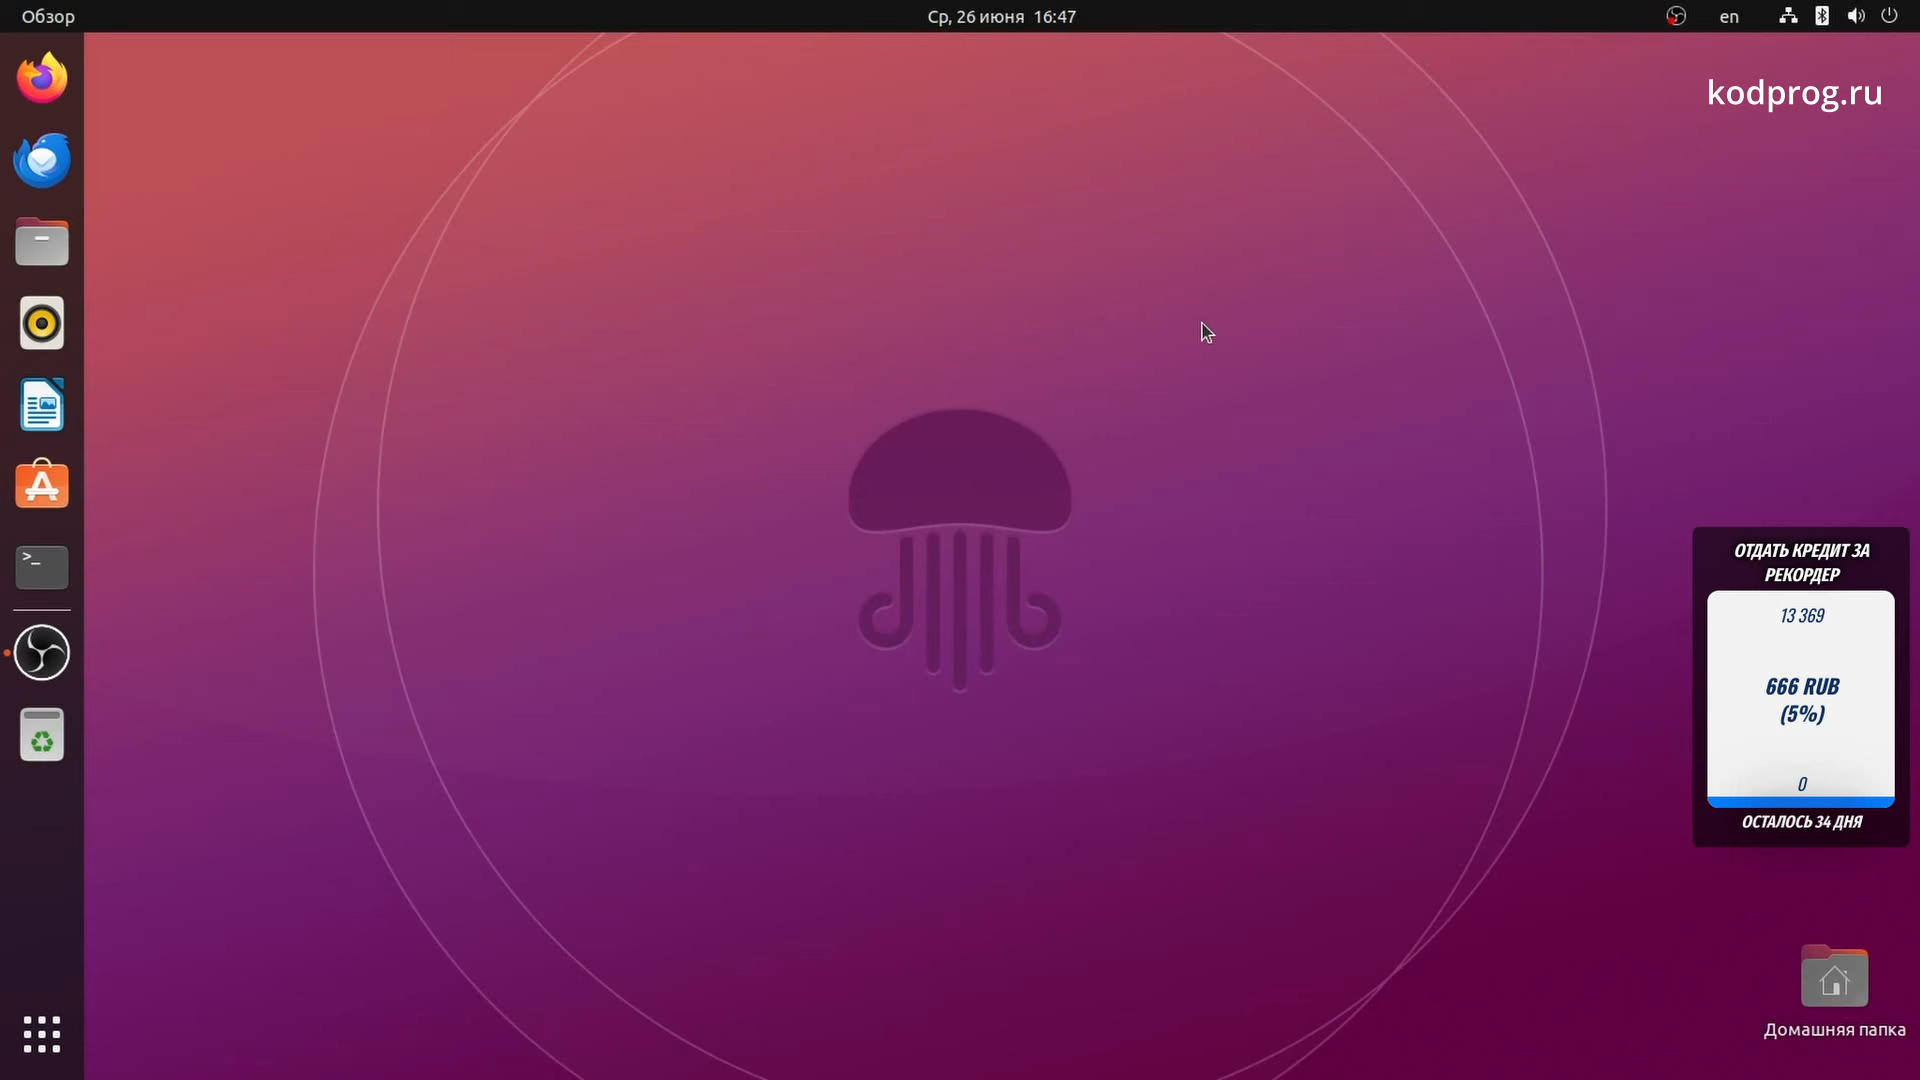 Обзор
Ср, 26 июня 16:47
en
kodprog.ru
>_
ОТДАТЬ КРЕДИТ ЗА
РЕКОРДЕР
13 369
666 RUB
(5%)
0
ОСТАЛОСЬ 34 ДНЯ
Домашняя папка